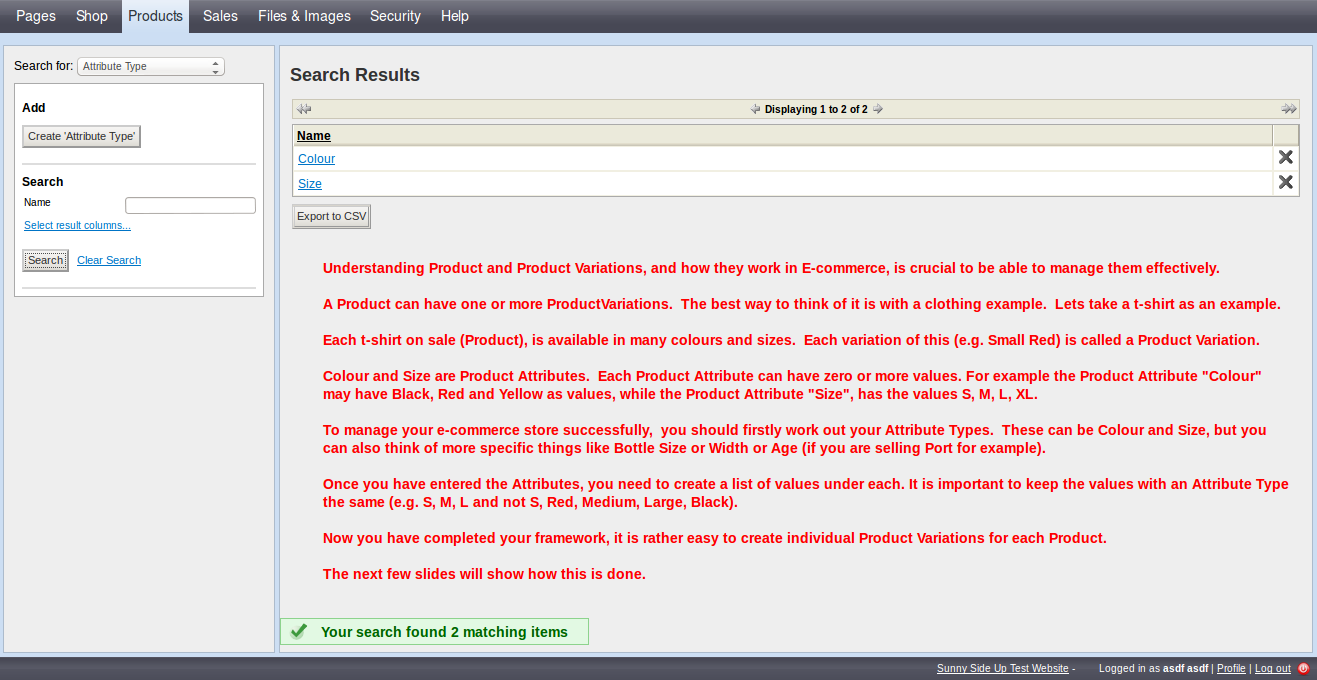 Pages Shop Products Sales Files & Images Security Help
Search for: Attribute Type
Add
Create 'Attribute Type'
Search
Name
Select result columns...
Search Clear Search
Search Results
Displaying 1 to 2 of 2
Name
Colour
Size
Export to CSV
Understanding Product and Product Variations, and how they work in E-commerce, is crucial to be able to manage them effectively.
A Product can have one or more ProductVariations.  The best way to think of it is with a clothing example.  Lets take a t-shirt as an example.
Each t-shirt on sale (Product), is available in many colours and sizes.  Each variation of this (e.g. Small Red) is called a Product Variation.
Colour and Size are Product Attributes.  Each Product Attribute can have zero or more values. For example the Product Attribute "Colour"
may have Black, Red and Yellow as values, while the Product Attribute "Size", has the values S, M, L, XL.
To manage your e-commerce store successfully,  you should firstly work out your Attribute Types.  These can be Colour and Size, but you
can also think of more specific things like Bottle Size or Width or Age (if you are selling Port for example).
Once you have entered the Attributes, you need to create a list of values under each. It is important to keep the values with an Attribute Type
the same (e.g. S, M, L and not S, Red, Medium, Large, Black).
Now you have completed your framework, it is rather easy to create individual Product Variations for each Product.
The next few slides will show how this is done.
Your search found 2 matching items
Sunny Side Up Test Website - Logged in as asdf asdf | Profile | Log out